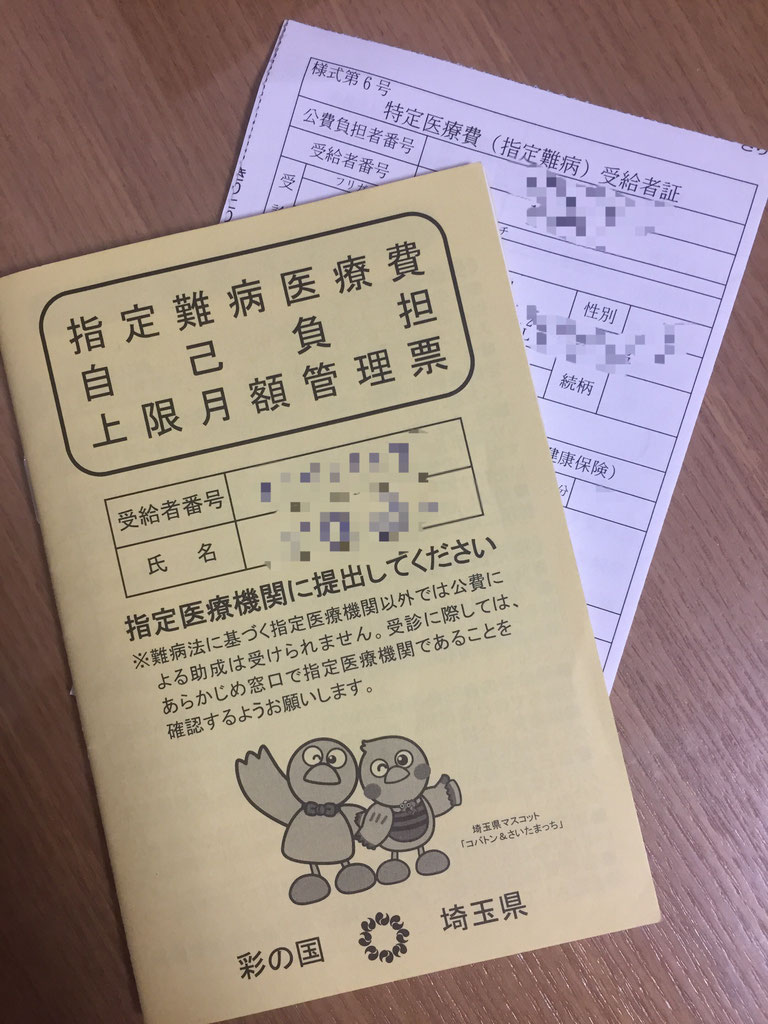 様式第6号
特定医療費（指定難病）受給者証
公費負担者番号
受給者番号
受
フリガ
性別
続柄
健康保険）
分
きりとり
指定難病医療費
自己負担
上限月額管理票
受給者番号
氏名
指定医療機関に提出してください
※難病法に基づく指定医療機関以外では公費に
よる助成は受けられません。受診に際しては、
あらかじめ窓口で指定医療機関であることを
確認するようお願いします。
埼玉県マスコット
「コバトン＆さいたまっち」
彩の国 埼玉県